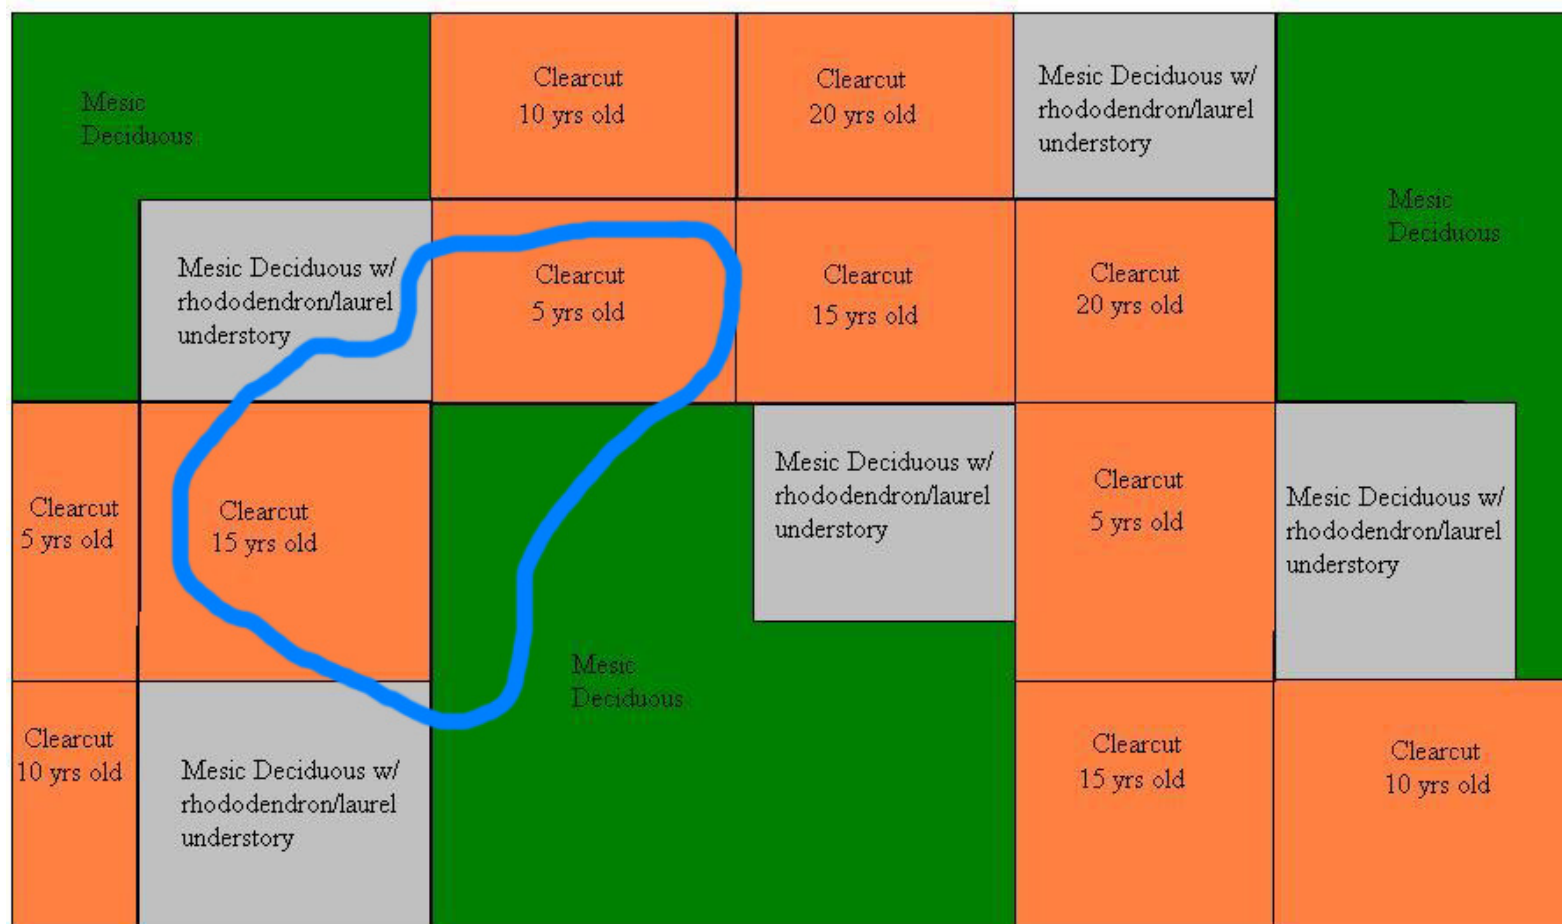 Mesic
Deciduous
Clearcut
10 yrs old
Clearcut
20 yrs old
Mesic Deciduous w/
rhododendron/laurel
understory
Mesic
Deciduous
Mesic Deciduous w/
rhododendron/laurel
understory
Clearcut
5 yrs old
Clearcut
15 yrs old
Clearcut
20 yrs old
Clearcut
5 yrs old
Clearcut
15 yrs old
Mesic Deciduous w/
rhododendron/laurel
understory
Clearcut
5 yrs old
Mesic Deciduous w/
rhododendron/laurel
understory
Mesic
Deciduous
Clearcut
10 yrs old
Mesic Deciduous w/
rhododendron/laurel
understory
Clearcut
15 yrs old
Clearcut
10 yrs old